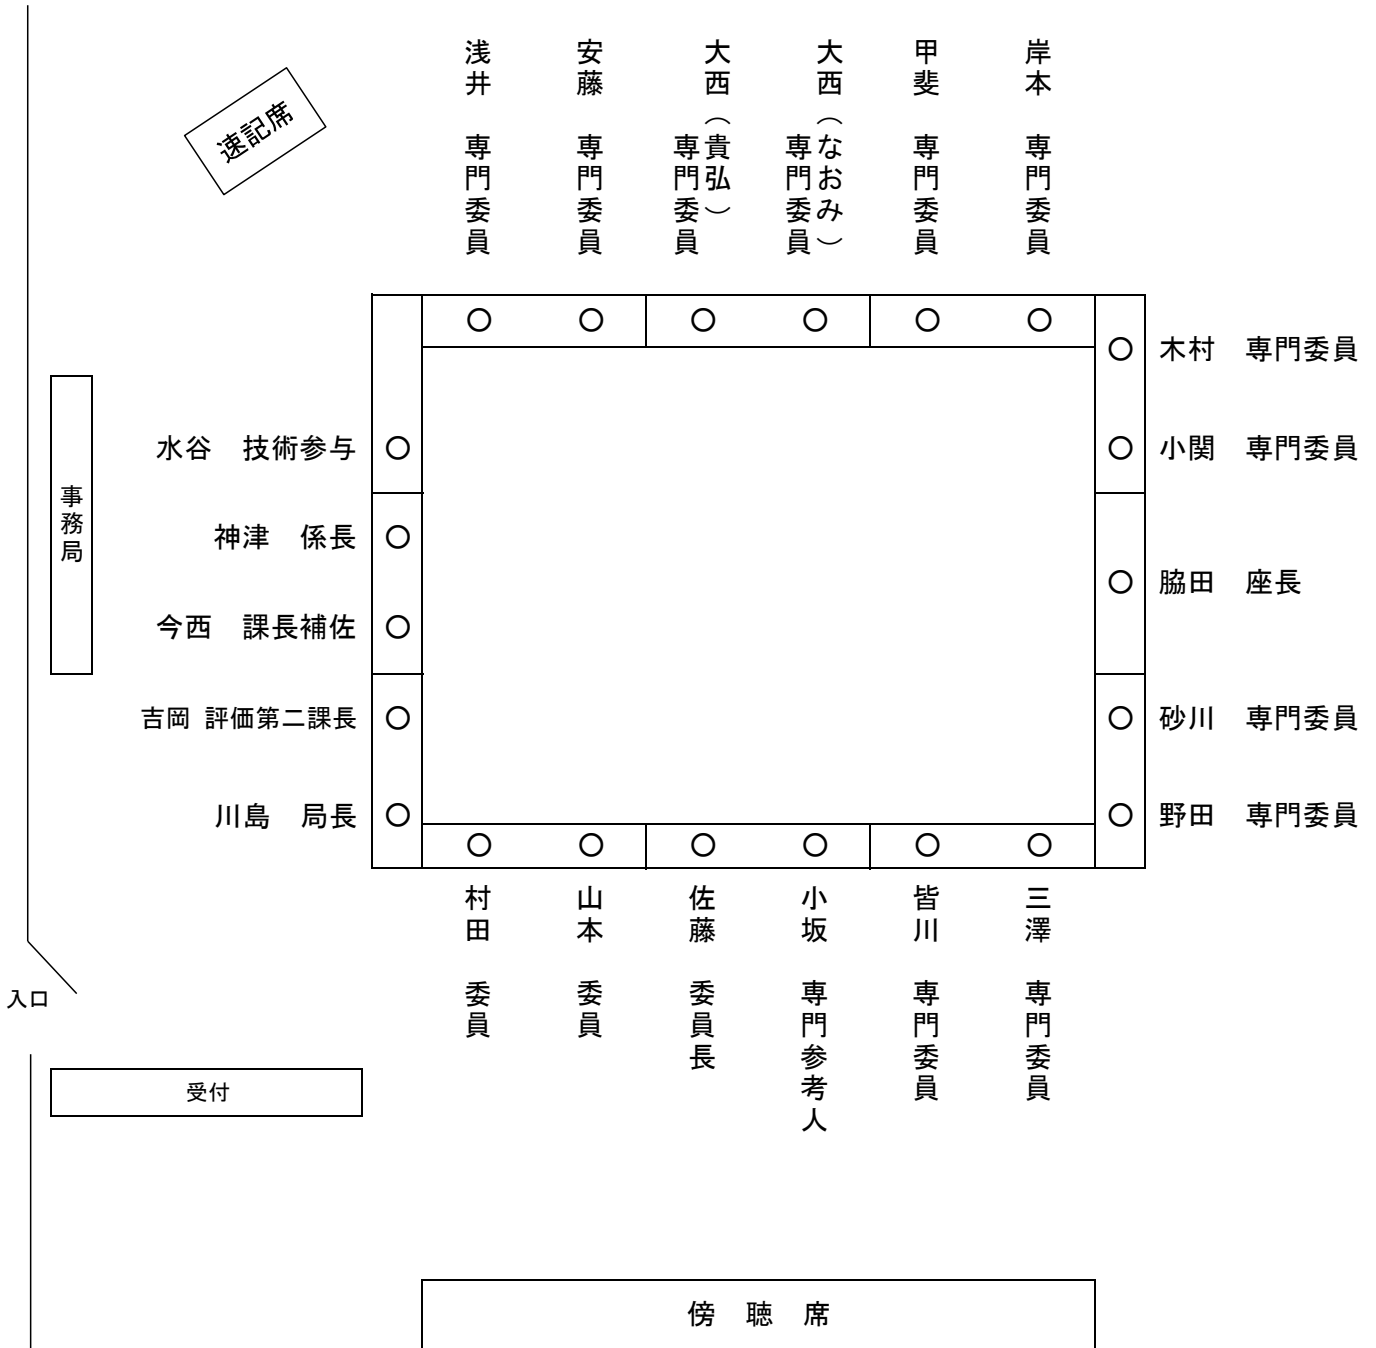 速記席
浅井　専門委員
安藤　専門委員
大西（貴弘）
専門委員
大西（なおみ）
専門委員
甲斐　専門委員
岸本　専門委員
木村　専門委員
小関　専門委員
脇田　座長
砂川　専門委員
野田　専門委員
水谷　技術参与
神津　係長
今西　課長補佐
吉岡 評価第二課長
川島　局長
事務局
村田　委員
山本　委員
佐藤　委員長
小坂　専門参考人
皆川　専門委員
三澤　専門委員
入口
受付
傍 聴 席